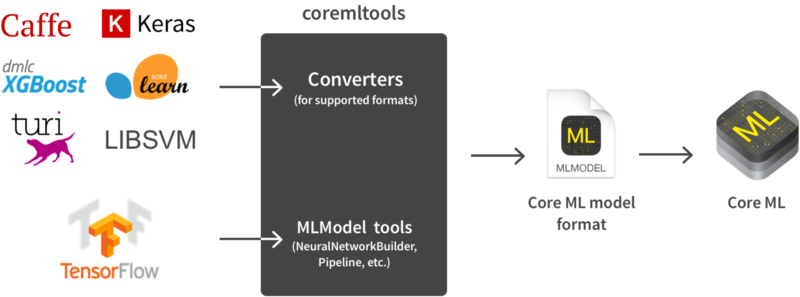 Caffe
K Keras
coremltools
dmlc
XGBoost
scikit
learn
Converters
(for supported formats)
turi
LIBSVM
ML
MLMODEL
ML
Core ML model
format
Core ML
MLModel tools
(NeuralNetworkBuilder,
Pipeline, etc.)
TensorFlow